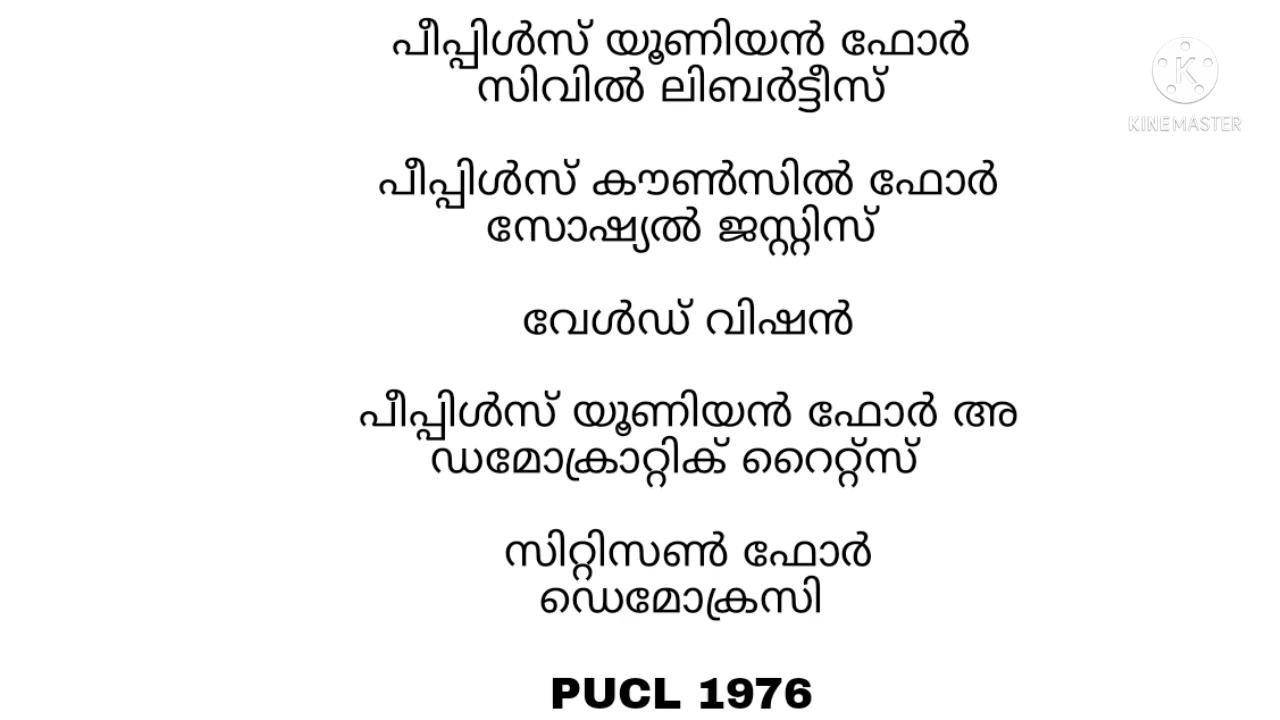 പീപ്പിൾസ് യൂണിയൻ ഫോർ
സിവിൽ ലിബർട്ടീസ്
പീപ്പിൾസ് കൗൺസിൽ ഫോർ
സോഷ്യൽ ജസ്റ്റിസ്
വേൾഡ് വിഷൻ
പീപ്പിൾസ് യൂണിയൻ ഫോർ അ
ഡമോക്രാറ്റിക് റൈറ്റ്സ്
സിറ്റിസൺ ഫോർ
ഡെമോക്രസി
PUCL 1976
K
KINEMASTER